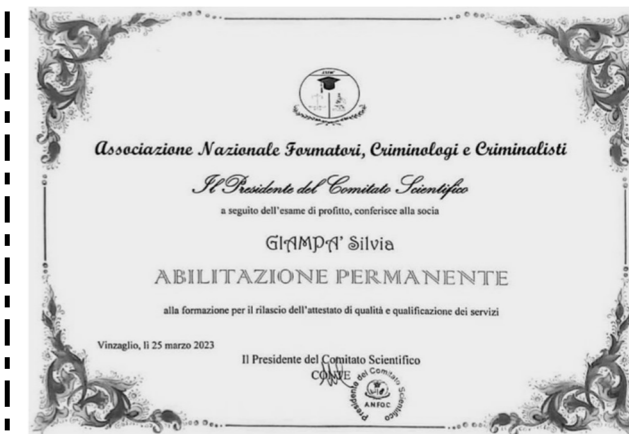 Associazione Nazionale Formatori, Criminologi e Criminalisti
Il Presidente del Comitato Scientifico
a seguito dell'esame di profitto, conferisce alla socia
GIAMPA' Silvia
ABILITAZIONE PERMANENTE
alla formazione per il rilascio dell'attestato di qualità e qualificazione dei servizi
Vinzaglio, li 25 marzo 2023
Il Presidente del Comitato Scientifico
CONTE
Presidente del Comitato Scientifico
A.N.FO.C